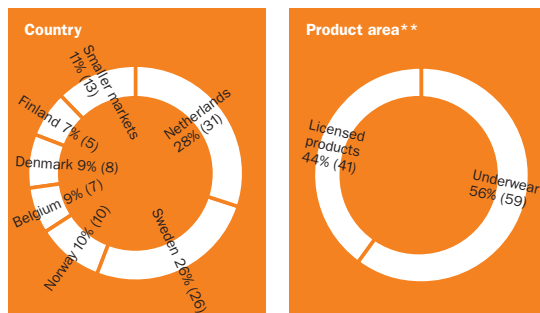 Country
Smaller markets
11% (13)
Netherlands
28% (31)
Finland 7% (5)
Denmark 9% (8)
Belgium 9% (7)
Norway 10% (10)
Sweden 26% (26)
Product area**
Licensed
products
44% (41)
Underwear
56% (59)